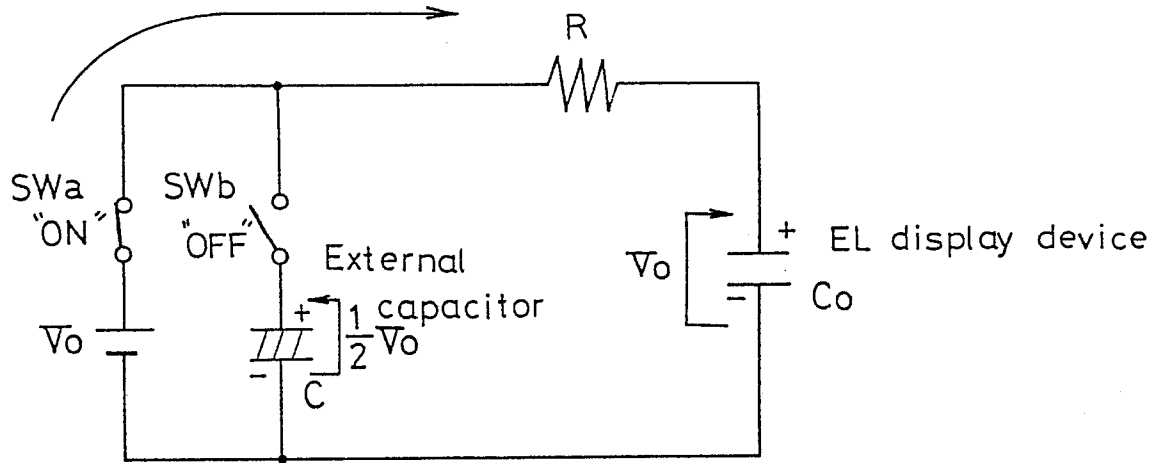 R
SWa
"ON"
SWb
"OFF"
External
capacitor
+
-
C
1/2 Vo
Vo
Vo
+
-
EL display device
Co